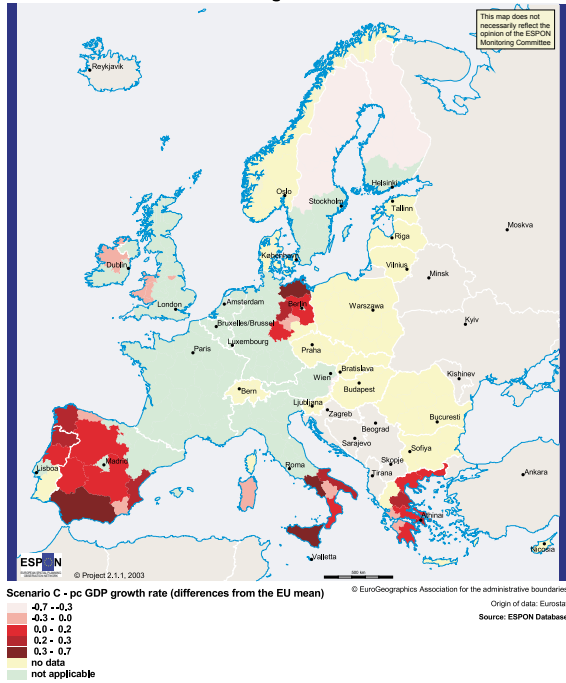 This map does not
necessarily reflect the
opinion of the ESPON
Monitoring Committee
Reykjavik
Oslo
Helsinki
Stockholm
Tallinn
Moskva
Riga
København
Dublin
Vilnius
Minsk
London
Amsterdam
Berlin
Warszawa
Bruxelles/Brussel
Kyiv
Luxembourg
Paris
Praha
Wien
Bratislava
Kishinev
Budapest
Bern
Ljubljana
Zagreb
Bucuresti
Beograd
Sarajevo
Sofiya
Skopje
Madrid
Lisboa
Roma
Tirana
Ankara
Athinai
Valletta
Nicosia
ESPON
© Project 2.1.1, 2003
500 km
© EuroGeographics Association for the administrative boundaries
Origin of data: Eurostat
Source: ESPON Database
Scenario C - pc GDP growth rate (differences from the EU mean)
-0.7 --0.3
-0.3 - 0.0
0.0 - 0.2
0.2 - 0.3
0.3 - 0.7
no data
not applicable